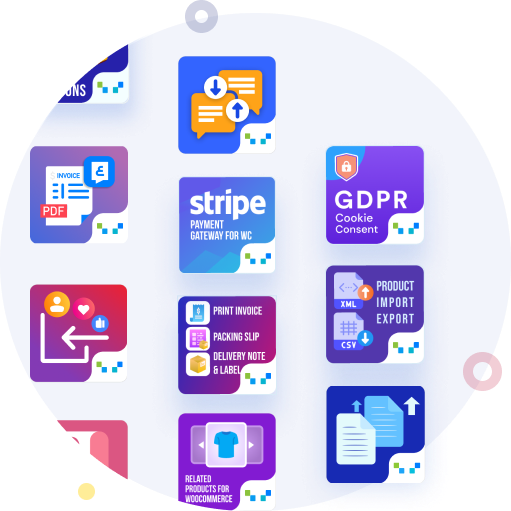 INVOICE
PDF
stripe
PAYMENT
GATEWAY FOR WC
PRINT INVOICE
PACKING SLIP
DELIVERY NOTE
& LABEL
RELATED
PRODUCTS FOR
WOOCOMMERCE
GDPR
Cookie
Consent
PRODUCT
IMPORT
EXPORT
XML
CSV